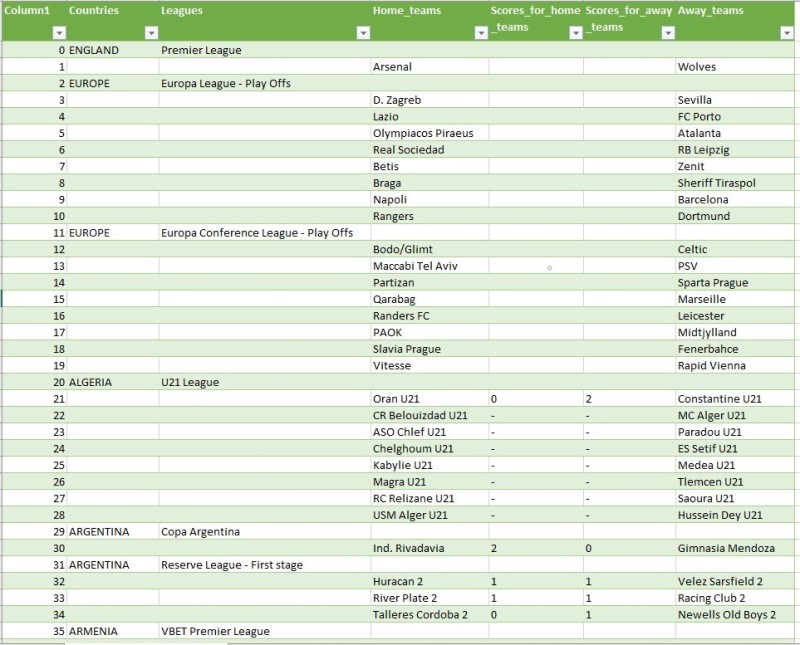 Column1 Countries Leagues Home_teams Scores_for_home_teams Scores_for_away_teams Away_teams
0 ENGLAND Premier League
1 Arsenal Wolves
2 EUROPE Europa League - Play Offs
3 D. Zagreb Sevilla
4 Lazio FC Porto
5 Olympiacos Piraeus Atalanta
6 Real Sociedad RB Leipzig
7 Betis Zenit
8 Braga Sheriff Tiraspol
9 Napoli Barcelona
10 Rangers Dortmund
11 EUROPE Europa Conference League - Play Offs
12 Bodo/Glimt Celtic
13 Maccabi Tel Aviv PSV
14 Partizan Sparta Prague
15 Qarabag Marseille
16 Randers FC Leicester
17 PAOK Midtjylland
18 Slavia Prague Fenerbahce
19 Vitesse Rapid Vienna
20 ALGERIA U21 League
21 Oran U21 0 2 Constantine U21
22 CR Belouizdad U21 - - MC Alger U21
23 ASO Chlef U21 - - Paradou U21
24 Chelghoum U21 - - ES Setif U21
25 Kabylie U21 - - Medea U21
26 Magra U21 - - Tlemcen U21
27 RC Relizane U21 - - Saoura U21
28 USM Alger U21 - - Hussein Dey U21
29 ARGENTINA Copa Argentina
30 Ind. Rivadavia 2 0 Gimnasia Mendoza
31 ARGENTINA Reserve League - First stage
32 Huracan 2 1 1 Velez Sarsfield 2
33 River Plate 2 1 1 Racing Club 2
34 Talleres Cordoba 2 0 1 Newells Old Boys 2
35 ARMENIA VBET Premier League